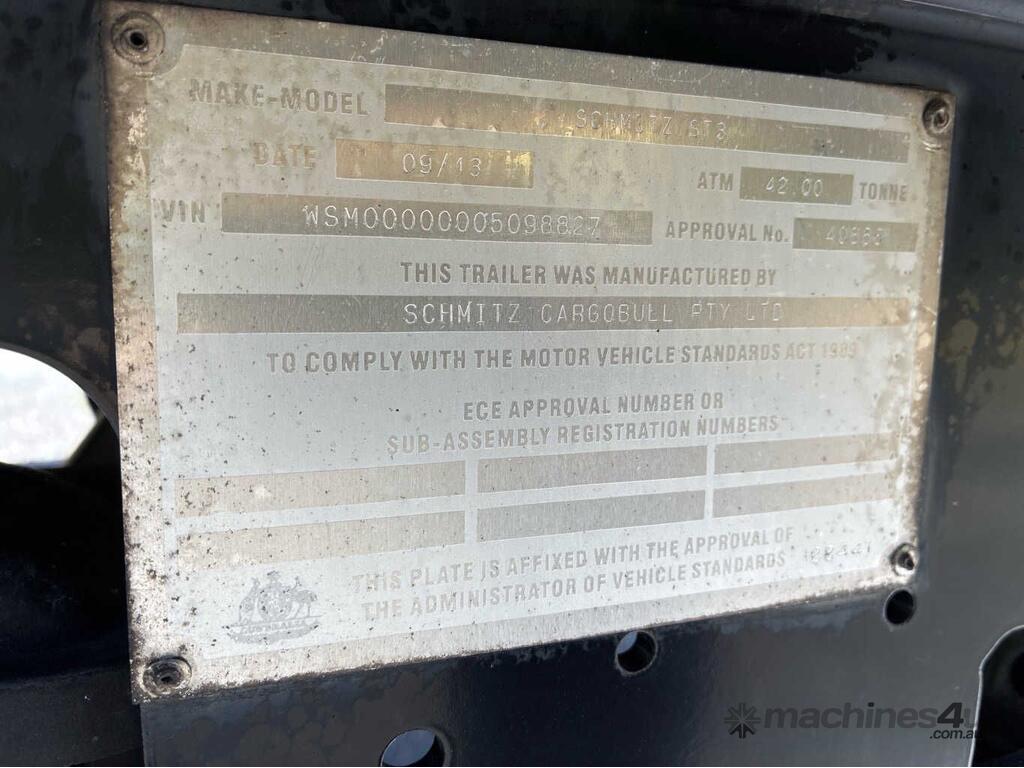 MAKE-MODEL SCHMITZ ST3
DATE 09/13
ATM 42.00 TONNE
VIN WSM00000005098827
APPROVAL No.
THIS TRAILER WAS MANUFACTURED BY
SCHMITZ CARGOBULL PTY LTD
TO COMPLY WITH THE MOTOR VEHICLE STANDARDS ACT 1989
ECE APPROVAL NUMBER OR
SUB-ASSEMBLY REGISTRATION NUMBERS
THIS PLATE IS AFFIXED WITH THE APPROVAL OF
THE ADMINISTRATOR OF VEHICLE STANDARDS
AUSTRALIA
machines4u
.com.au